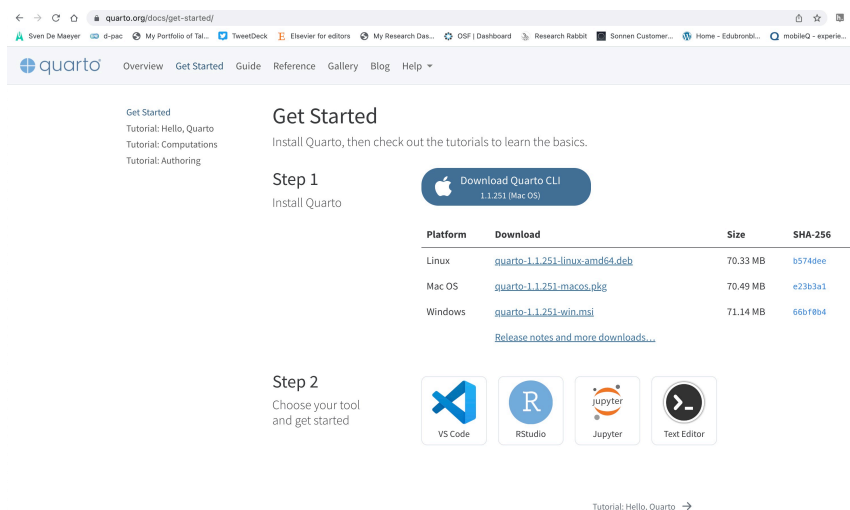 quarto.org/docs/get-started/
Sven De Maeyer d-pac My Portfolio of Tal... TweetDeck Elsevier for editors My Research Das... OSF | Dashboard Research Rabbit Sonnen Customer... Home – Edubronbl... mobileQ – experie...
quarto Overview Get Started Guide Reference Gallery Blog Help
Get Started
Tutorial: Hello, Quarto
Tutorial: Computations
Tutorial: Authoring
Get Started
Install Quarto, then check out the tutorials to learn the basics.
Step 1
Install Quarto
Download Quarto CLI
1.1.251 (Mac OS)
Platform Download Size SHA-256
Linux quarto-1.1.251-linux-amd64.deb 70.33 MB b574dee
Mac OS quarto-1.1.251-macos.pkg 70.49 MB e23b3a1
Windows quarto-1.1.251-win.msi 71.14 MB 66bf0b4
Release notes and more downloads...
Step 2
Choose your tool
and get started
R
jupyter
VS Code RStudio Jupyter Text Editor
Tutorial: Hello, Quarto